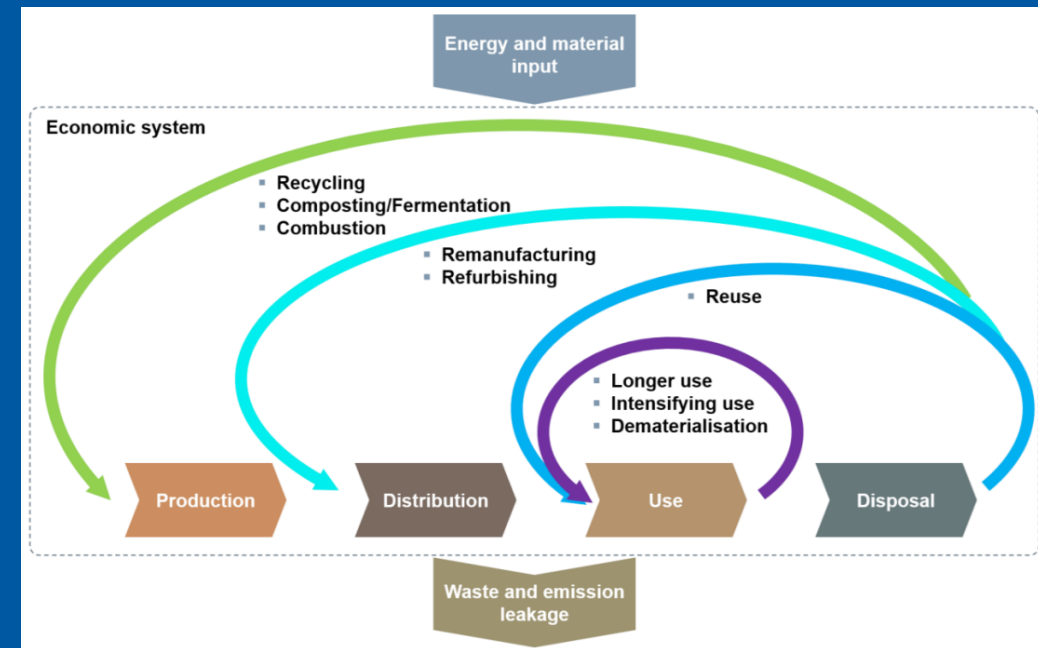 Energy and material
input
Economic system
Recycling
Composting/Fermentation
Combustion
Remanufacturing
Refurbishing
Reuse
Longer use
Intensifying use
Dematerialisation
Production
Distribution
Use
Disposal
Waste and emission
leakage